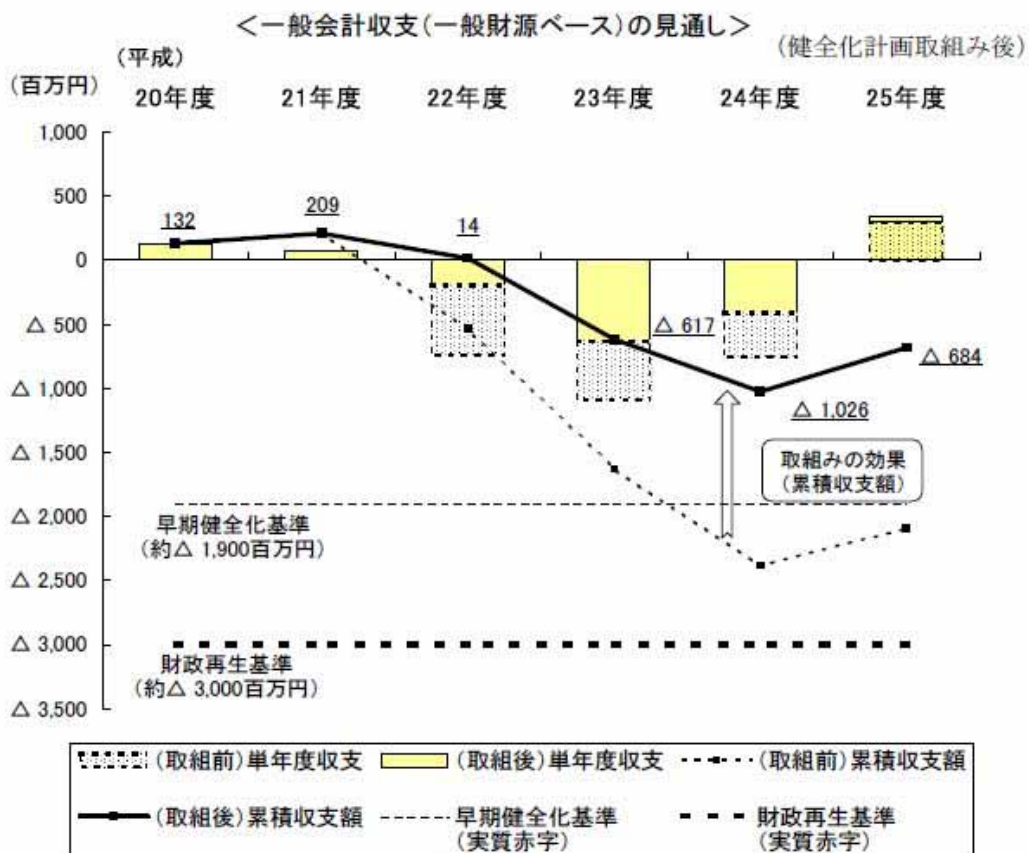 ＜一般会計収支(一般財源ベース)の見通し＞
(健全化計画取組み後)
(平成)
(百万円)
20年度 21年度 22年度 23年度 24年度 25年度
1,000
500
0
△ 500
△ 1,000
△ 1,500
△ 2,000
△ 2,500
△ 3,000
△ 3,500
132
209
14
△ 617
△ 1,026
△ 684
取組みの効果
(累積収支額)
早期健全化基準
(約△ 1,900百万円)
財政再生基準
(約△ 3,000百万円)
(取組前)単年度収支 (取組後)単年度収支 (取組前)累積収支額
(取組後)累積収支額 早期健全化基準 財政再生基準
(実質赤字) (実質赤字)